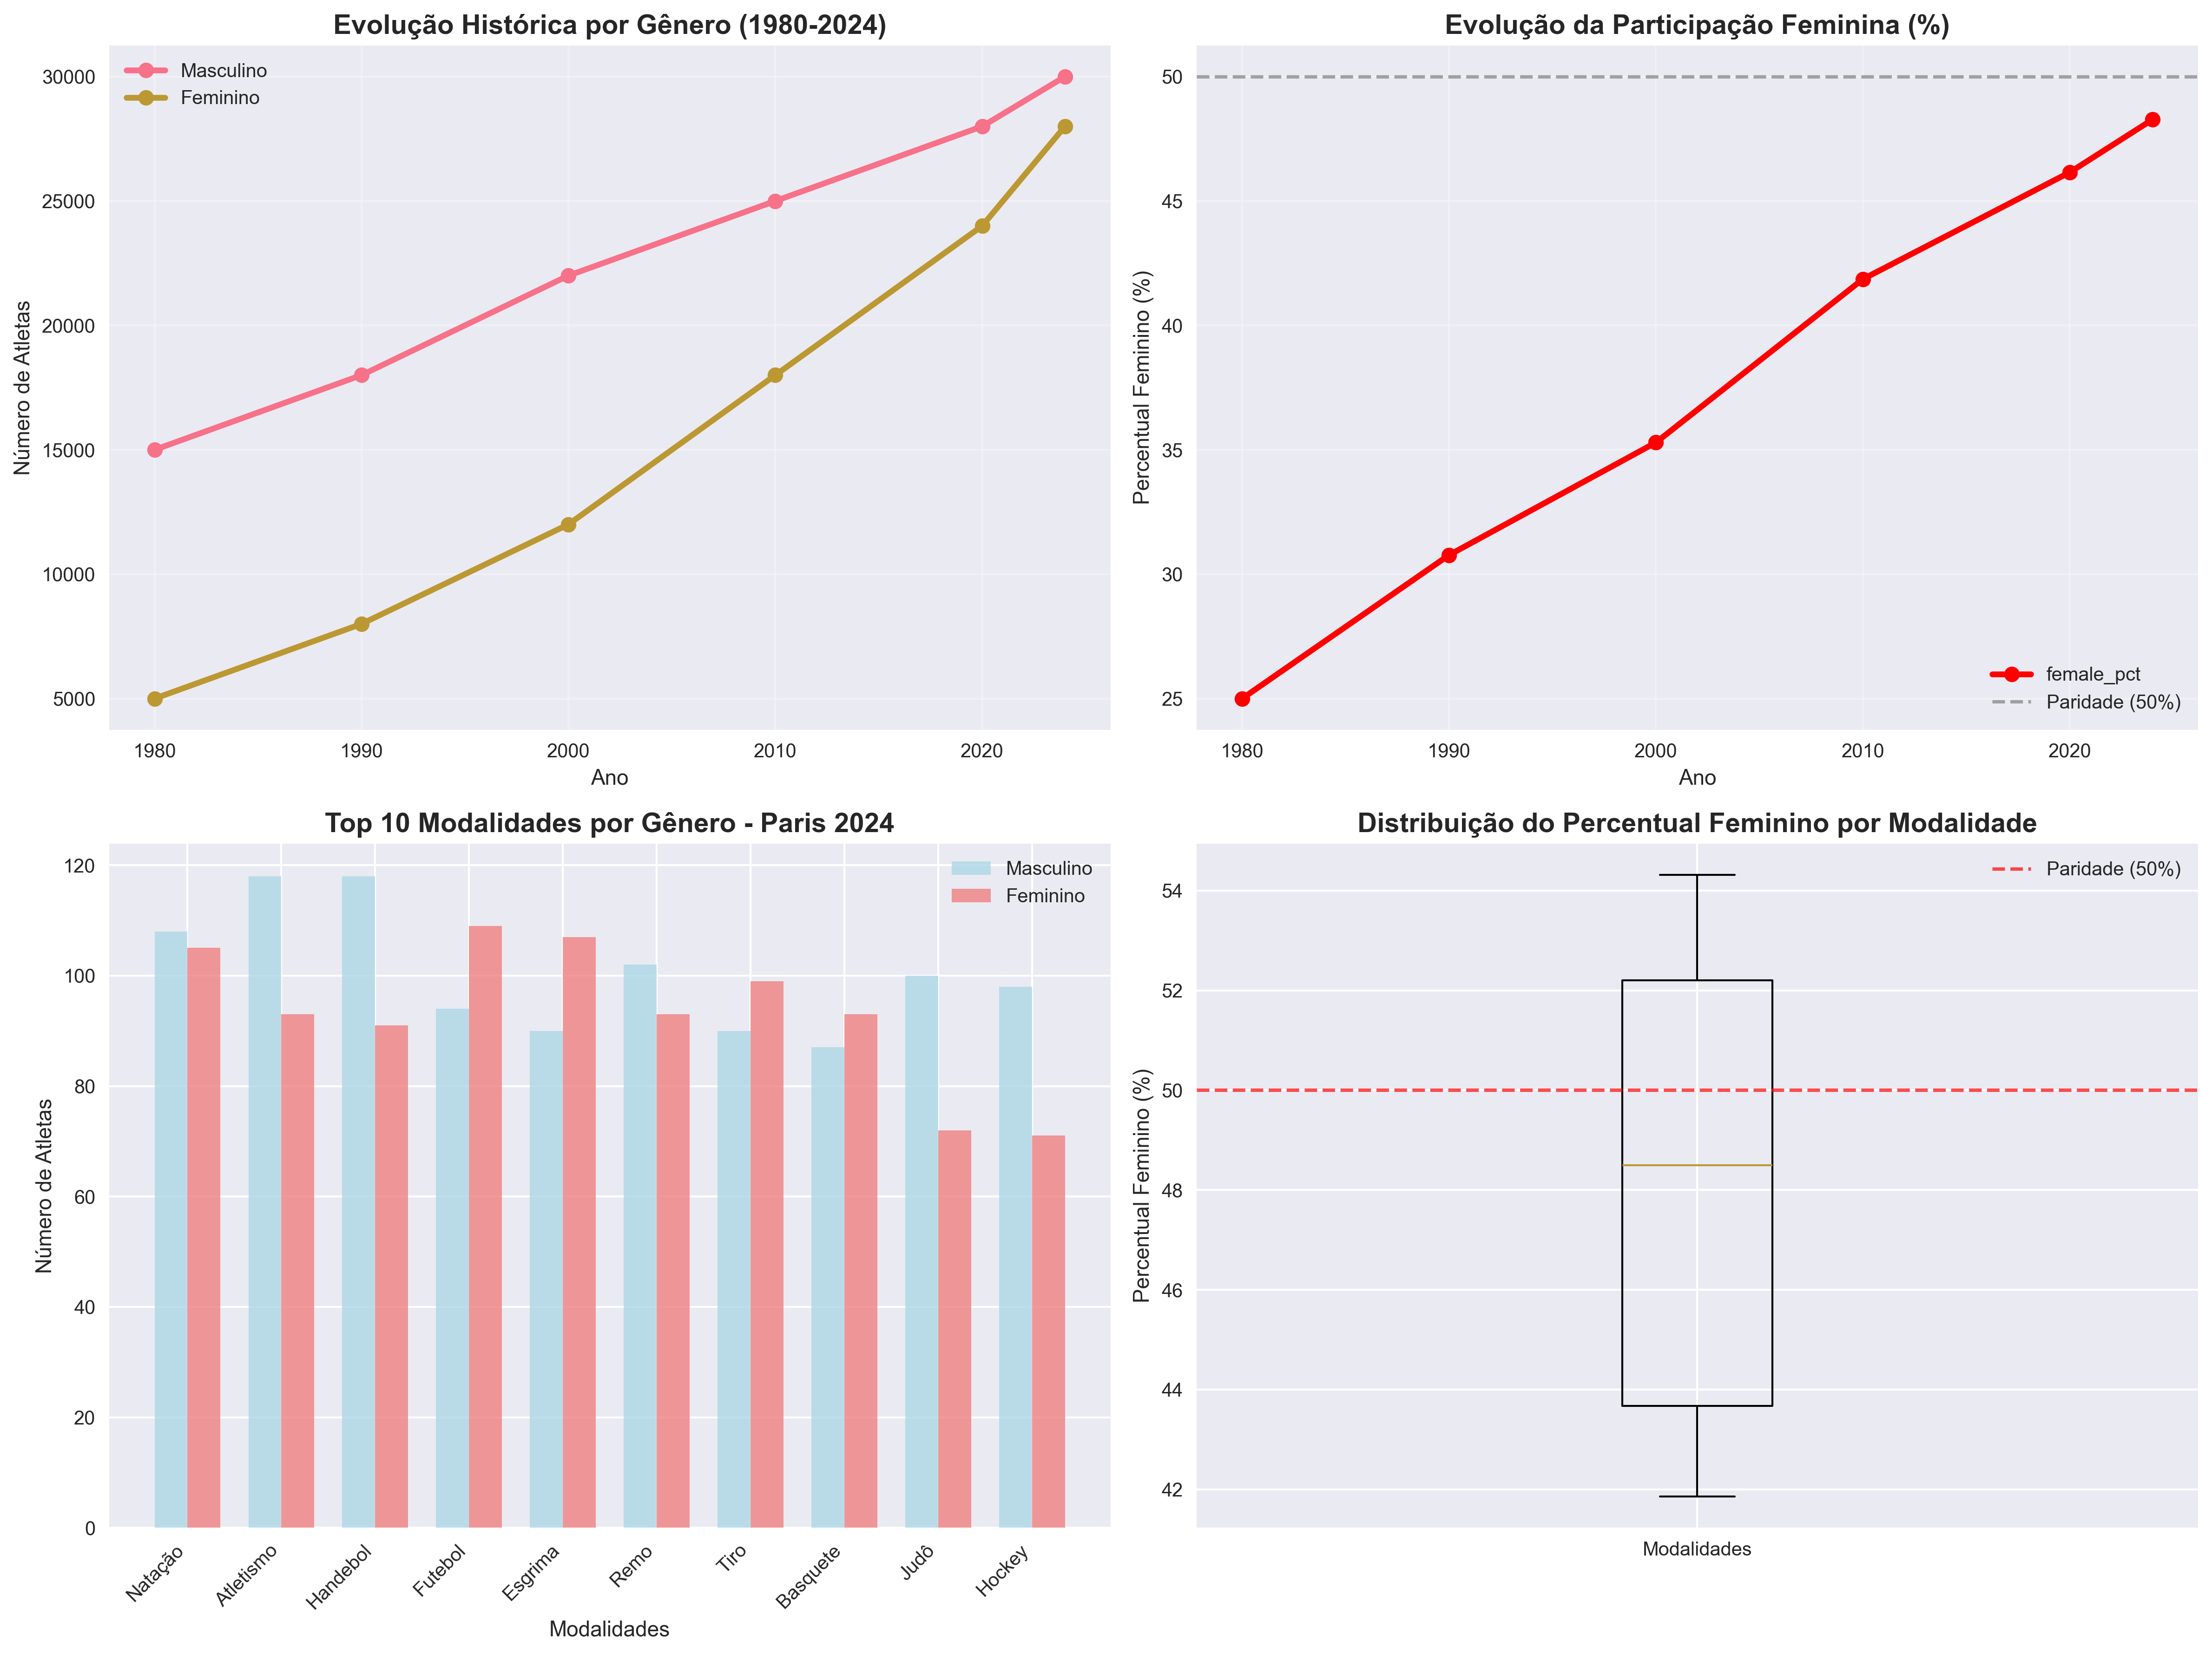 Evolução Histórica por Gênero (1980-2024)
Masculino
Feminino
30000
25000
20000
15000
10000
5000
Número de Atletas
1980 1990 2000 2010 2020
Ano
Evolução da Participação Feminina (%)
50
45
40
35
30
25
Percentual Feminino (%)
female_pct
Paridade (50%)
1980 1990 2000 2010 2020
Ano
Top 10 Modalidades por Gênero - Paris 2024
Masculino
Feminino
120
100
80
60
40
20
0
Número de Atletas
Natação Atletismo Handebol Futebol Esgrima Remo Tiro Basquete Judô Hockey
Modalidades
Distribuição do Percentual Feminino por Modalidade
Paridade (50%)
54
52
50
48
46
44
42
Percentual Feminino (%)
Modalidades